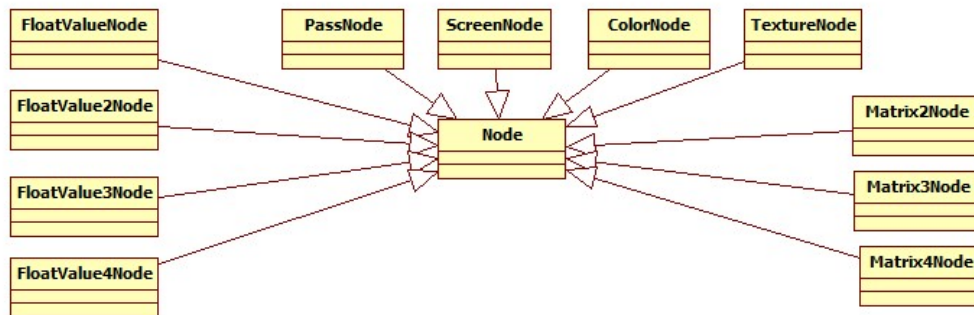 FloatValueNode
PassNode
ScreenNode
ColorNode
TextureNode
FloatValue2Node
Matrix2Node
Node
FloatValue3Node
Matrix3Node
FloatValue4Node
Matrix4Node